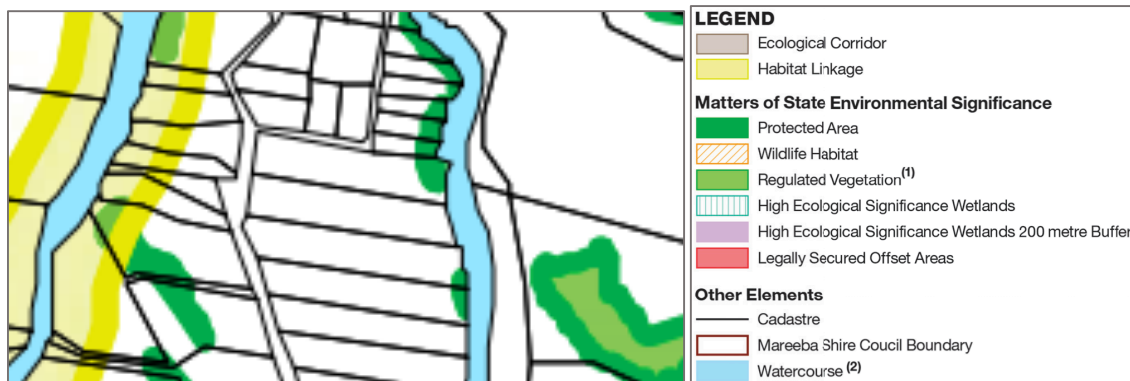 LEGEND
Ecological Corridor
Habitat Linkage
Matters of State Environmental Significance
Protected Area
Wildlife Habitat
Regulated Vegetation(1)
High Ecological Significance Wetlands
High Ecological Significance Wetlands 200 metre Buffer
Legally Secured Offset Areas
Other Elements
Cadastre
Mareeba Shire Coucil Boundary
Watercourse (2)